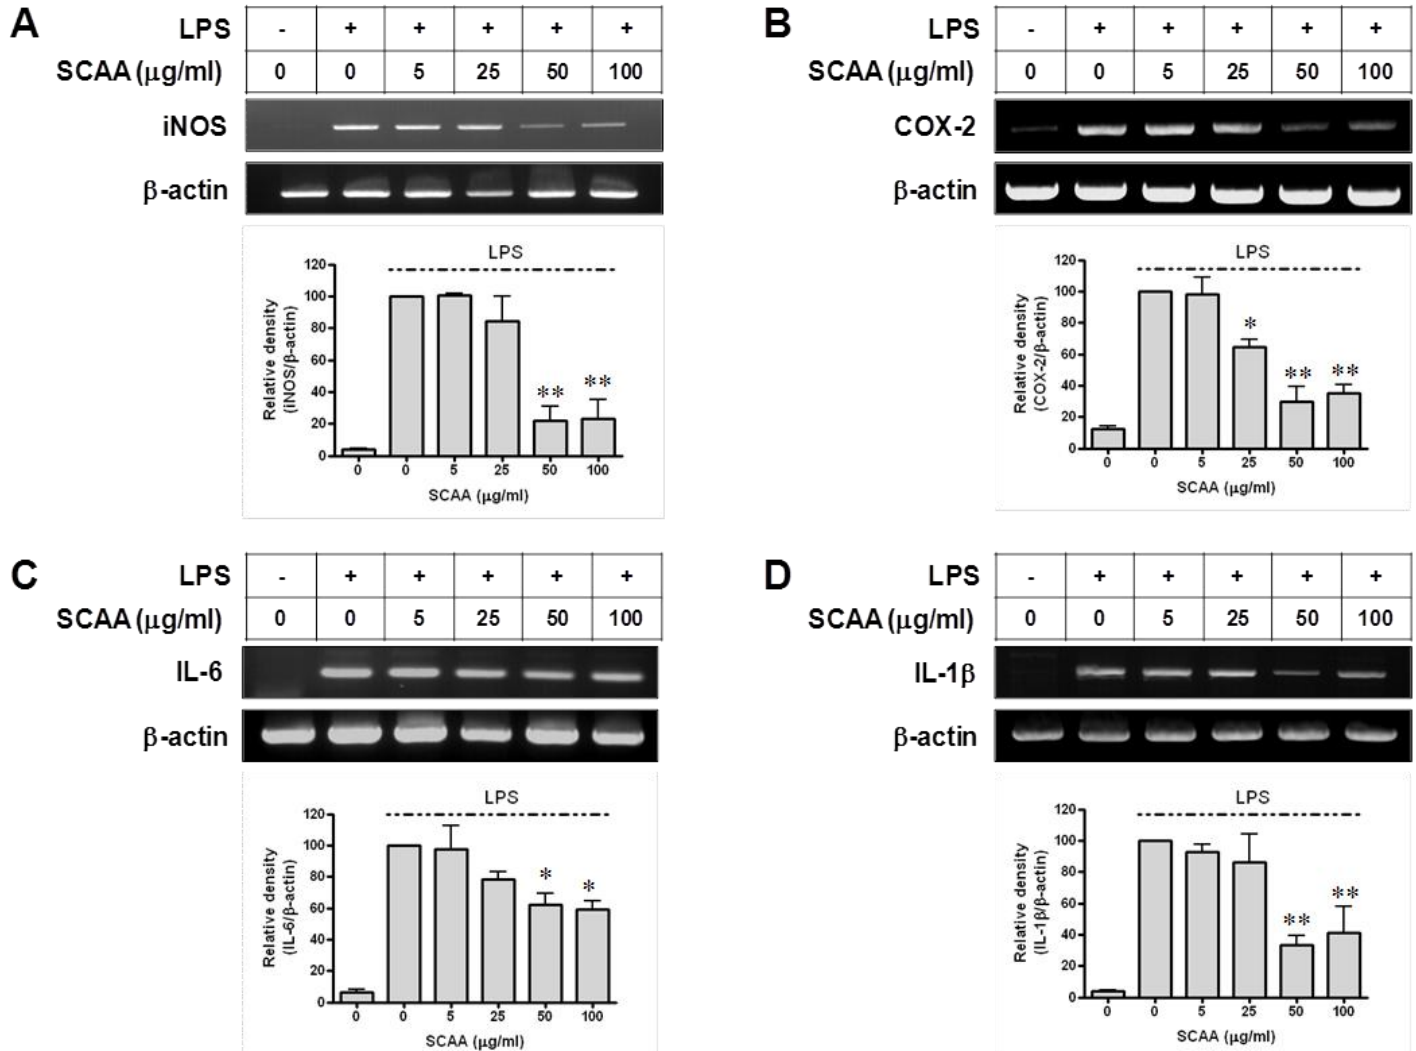 A
LPS - + + + + +
SCAA (μg/ml) 0 0 5 25 50 100
iNOS
β-actin
LPS
Relative density
(iNOS/β-actin)
120
100
80
60
40
20
0
** **
0 0 5 25 50 100
SCAA (μg/ml)
B
LPS - + + + + +
SCAA (μg/ml) 0 0 5 25 50 100
COX-2
β-actin
LPS
Relative density
(COX-2/β-actin)
120
100
80
60
40
20
0
* ** **
0 0 5 25 50 100
SCAA (μg/ml)
C
LPS - + + + + +
SCAA (μg/ml) 0 0 5 25 50 100
IL-6
β-actin
LPS
Relative density
(IL-6/β-actin)
120
100
80
60
40
20
0
* *
0 0 5 25 50 100
SCAA (μg/ml)
D
LPS - + + + + +
SCAA (μg/ml) 0 0 5 25 50 100
IL-1β
β-actin
LPS
Relative density
(IL-1β/β-actin)
120
100
80
60
40
20
0
** **
0 0 5 25 50 100
SCAA (μg/ml)